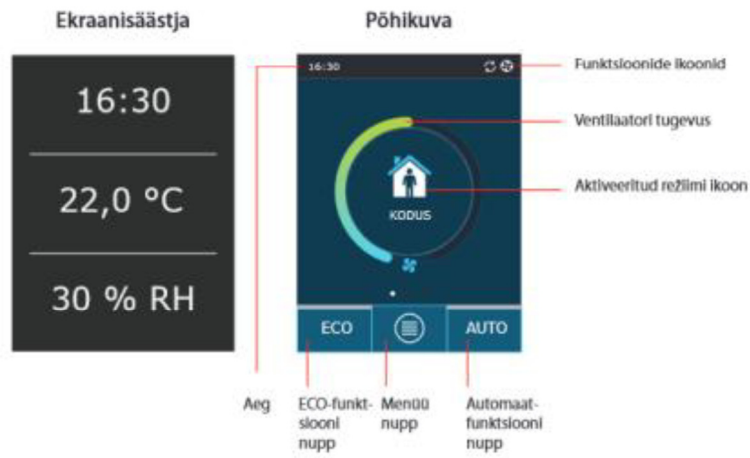 Ekraanisäästja
Põhikuva
16:30
22,0 °C
30 % RH
16:30
KODUS
ECO
AUTO
Funktsioonide ikoonid
Ventilaatori tugevus
Aktiveeritud režiimi ikoon
Aeg
ECO-funkt-
siooni
nupp
Menüü
nupp
Automaat-
funktsiooni
nupp